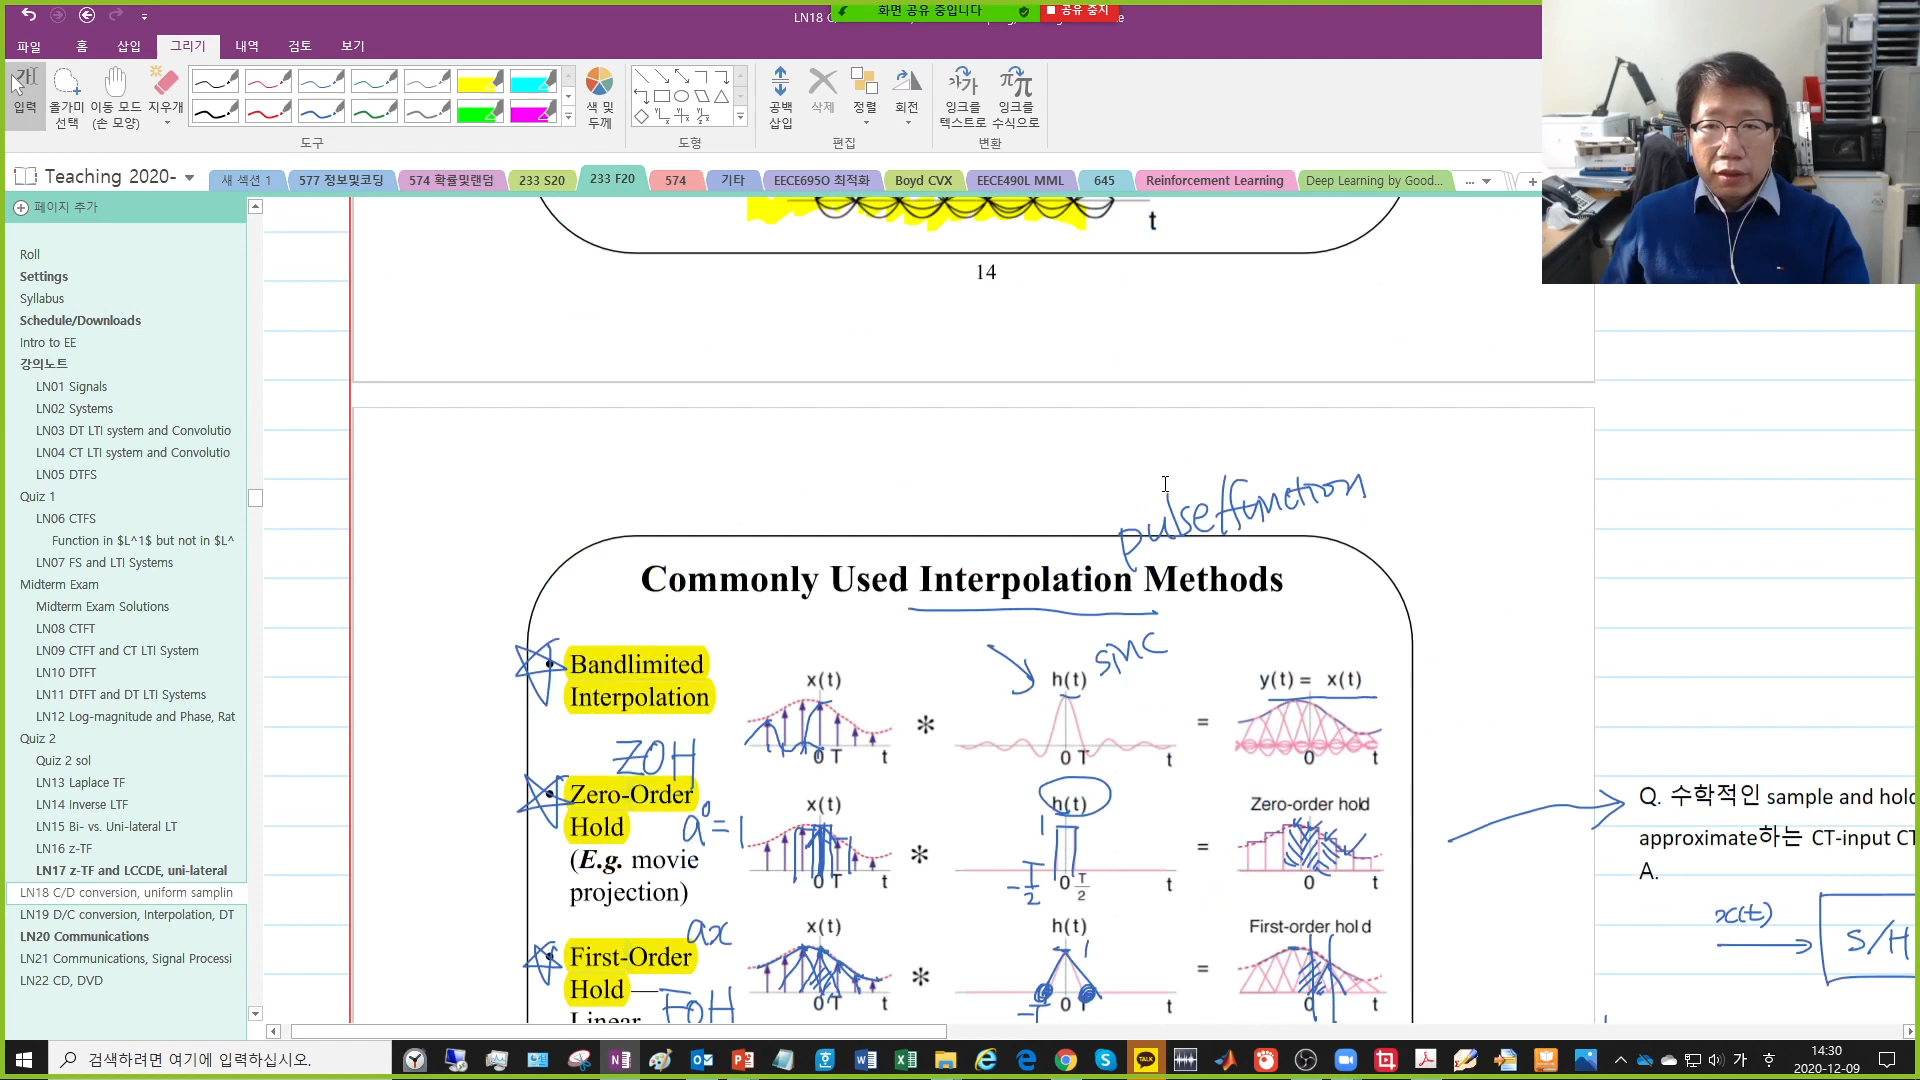 화면 공유 중입니다
공유 중지
LN18 C
파일 홈 삽입 그리기 내역 검토 보기
입력
올가미 선택
이동 모드 (손 모양)
지우개
색 및 두께
공백 삽입
삭제
정렬
회전
잉크를 텍스트로
잉크를 수식으로
도구 도형 편집 변환
Teaching 2020-
새 섹션 1 577 정보및코딩 574 확률및랜덤 233 S20 233 F20 574 기타 EECE695O 최적화 Boyd CVX EECE490L MML 645 Reinforcement Learning Deep Learning by Good... ...
페이지 추가
Roll
Settings
Syllabus
Schedule/Downloads
Intro to EE
강의노트
LN01 Signals
LN02 Systems
LN03 DT LTI system and Convolutio
LN04 CT LTI system and Convolutio
LN05 DTFS
Quiz 1
LN06 CTFS
Function in $L^1$ but not in $L^
LN07 FS and LTI Systems
Midterm Exam
Midterm Exam Solutions
LN08 CTFT
LN09 CTFT and CT LTI System
LN10 DTFT
LN11 DTFT and DT LTI Systems
LN12 Log-magnitude and Phase, Rat
Quiz 2
Quiz 2 sol
LN13 Laplace TF
LN14 Inverse LTF
LN15 Bi- vs. Uni-lateral LT
LN16 z-TF
LN17 z-TF and LCCDE, uni-lateral
LN18 C/D conversion, uniform samplin
LN19 D/C conversion, Interpolation, DT
LN20 Communications
LN21 Communications, Signal Processi
LN22 CD, DVD
t
14
pulse/function
Commonly Used Interpolation Methods
sinc
• Bandlimited
Interpolation
x(t) * h(t) = y(t) = x(t)
0 T t 0 T t 0 t
ZOH
• Zero-Order
Hold
(E.g. movie
projection)
a⁰=1
x(t) * h(t) = Zero-order hold
1
0 T t -T/2 0 T/2 t 0 t
ax
• First-Order
Hold —
Linear
FOH
x(t) * h(t) = First-order hold
1
0 T t -T 0 T t 0 t
Q. 수학적인 sample and hold
approximate하는 CT-input CT
A.
x(t)
S/H
검색하려면 여기에 입력하십시오.
가
14:30
2020-12-09